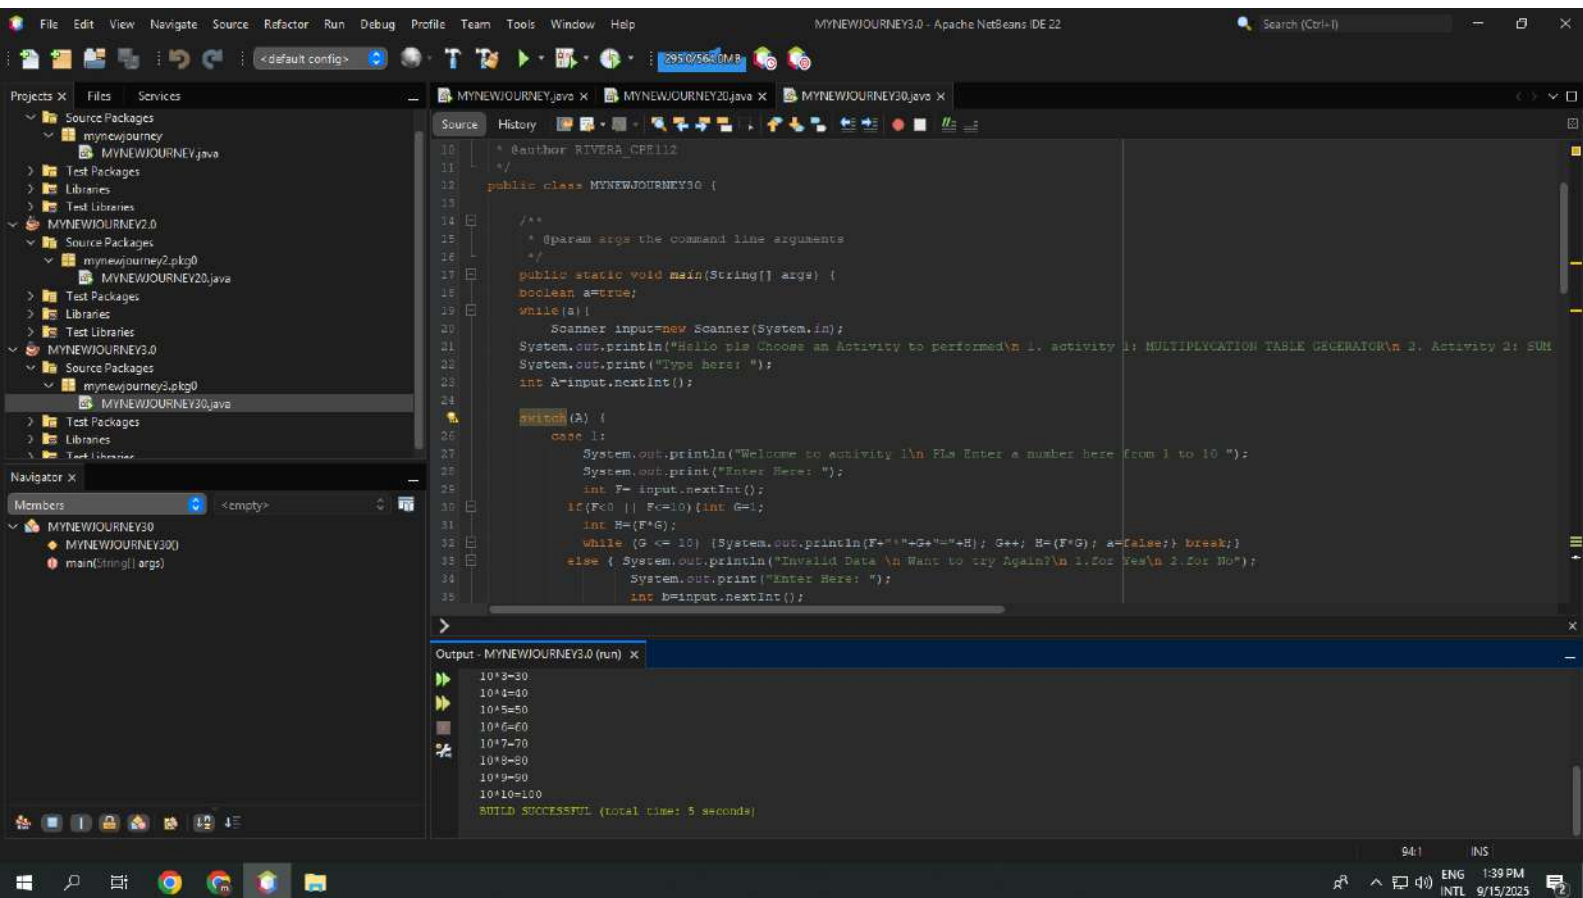 File Edit View Navigate Source Refactor Run Debug Profile Team Tools Window Help MYNEWJOURNEY3.0 - Apache NetBeans IDE 22 Search (Ctrl+I)
<default config> 295.0/564.0MB
Projects Files Services
Source Packages
mynewjourney
MYNEWJOURNEY.java
Test Packages
Libraries
Test Libraries
MYNEWJOURNEY2.0
Source Packages
mynewjourney2.pkg0
MYNEWJOURNEY20.java
Test Packages
Libraries
Test Libraries
MYNEWJOURNEY3.0
Source Packages
mynewjourney3.pkg0
MYNEWJOURNEY30.java
Test Packages
Libraries
Test Libraries
Navigator
Members <empty>
MYNEWJOURNEY30
MYNEWJOURNEY30()
main(String[] args)
MYNEWJOURNEY.java MYNEWJOURNEY20.java MYNEWJOURNEY30.java
Source History
10 * @author RIVERA_CPE112
11 */
12 public class MYNEWJOURNEY30 {
13
14 /**
15 * @param args the command line arguments
16 */
17 public static void main(String[] args) {
18 boolean a=true;
19 while(a){
20 Scanner input=new Scanner(System.in);
21 System.out.println("Hello pls Choose an Activity to performed\n 1. activity 1: MULTIPLYCATION TABLE GEGERATOR\n 2. Activity 2: SUM
22 System.out.print("Type here: ");
23 int A=input.nextInt();
24
switch(A) {
26 case 1:
27 System.out.println("Welcome to activity 1\n PLs Enter a number here from 1 to 10 ");
28 System.out.print("Enter Here: ");
29 int F= input.nextInt();
30 if(F<0 || F<=10){int G=1;
31 int H=(F*G);
32 while (G <= 10) {System.out.println(F+"*"+G+"="+H); G++; H=(F*G); a=false;} break;}
33 else { System.out.println("Invalid Data \n Want to try Again?\n 1.for Yes\n 2.for No");
34 System.out.print("Enter Here: ");
35 int b=input.nextInt();
Output - MYNEWJOURNEY3.0 (run)
10*3=30
10*4=40
10*5=50
10*6=60
10*7=70
10*8=80
10*9=90
10*10=100
BUILD SUCCESSFUL (total time: 5 seconds)
94:1 INS
ENG 1:39 PM
INTL 9/15/2025